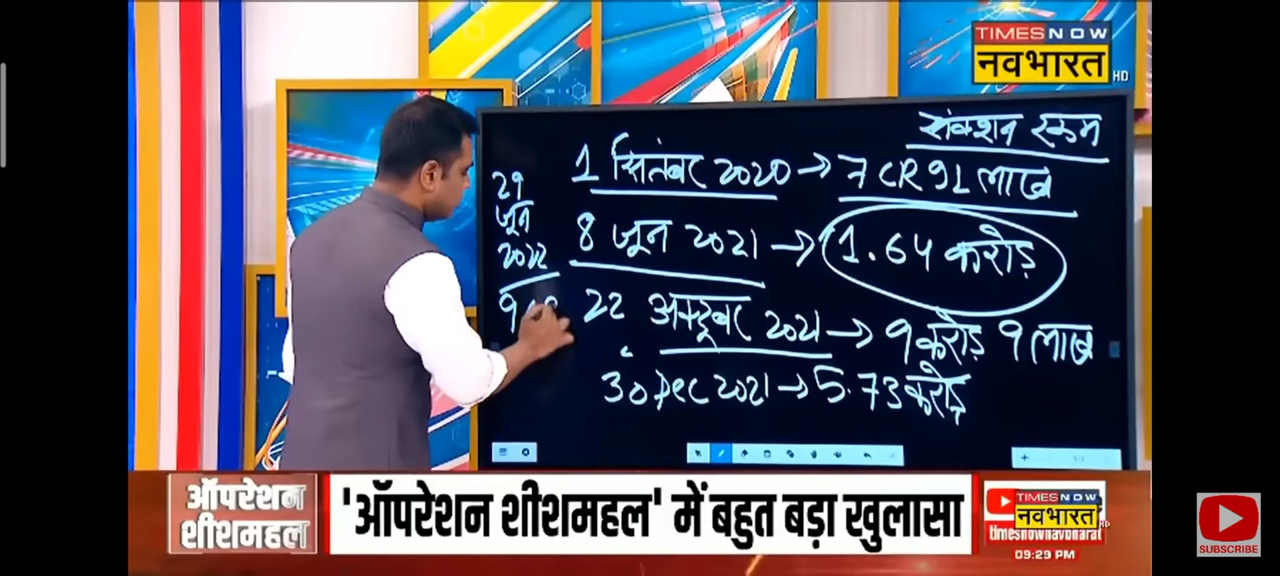 TIMES NOW
नवभारत HD
संक्शन रकम
1 सितंबर 2020 → 7 CR 91 लाख
29
जून
2022
8 जून 2021 → 1.64 करोड़
22 अक्टूबर 2021 → 9 करोड़ 9 लाख
30 Dec 2021 → 5.73 करोड़
ऑपरेशन
शीशमहल
'ऑपरेशन शीशमहल' में बहुत बड़ा खुलासा
TIMES NOW
नवभारत HD
timesnownavbharat
09:29 PM
SUBSCRIBE